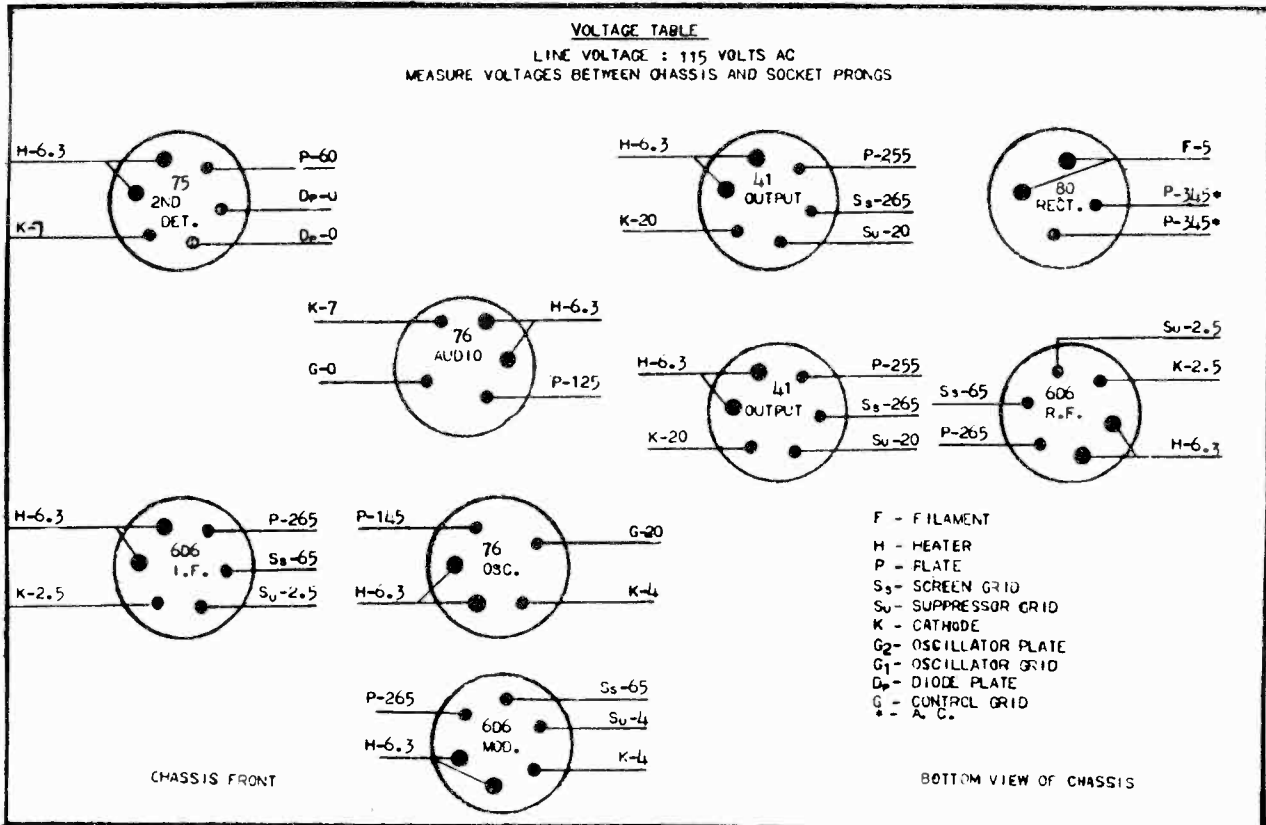 VOLTAGE TABLE
LINE VOLTAGE : 115 VOLTS AC
MEASURE VOLTAGES BETWEEN CHASSIS AND SOCKET PRONGS
H-6.3
K-7
75
2ND
DET.
P-60
Dp-0
Dp-0
H-6.3
K-20
41
OUTPUT
P-255
Ss-265
Su-20
80
RECT.
F-5
P-345*
P-345*
K-7
G-0
76
AUDIO
H-6.3
P-125
H-6.3
K-20
41
OUTPUT
P-255
Ss-265
Su-20
Ss-65
P-265
6D6
R.F.
Su-2.5
K-2.5
H-6.3
H-6.3
K-2.5
6D6
I.F.
P-265
Ss-65
Su-2.5
P-145
H-6.3
76
OSC.
G-20
K-4
P-265
H-6.3
6D6
MOD.
Ss-65
Su-4
K-4
F - FILAMENT
H - HEATER
P - PLATE
Ss- SCREEN GRID
Su- SUPPRESSOR GRID
K - CATHODE
G2- OSCILLATOR PLATE
G1- OSCILLATOR GRID
Dp- DIODE PLATE
G - CONTROL GRID
* - A. C.
CHASSIS FRONT
BOTTOM VIEW OF CHASSIS